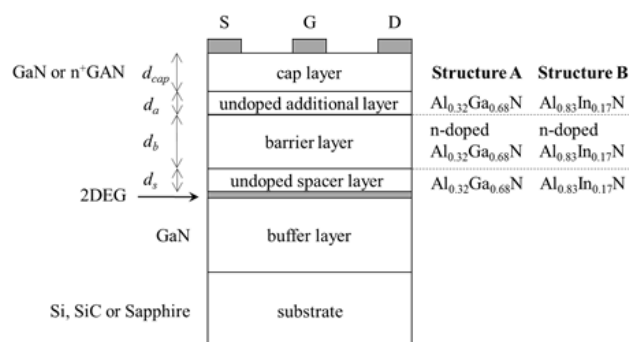 S G D
GaN or n⁺GAN d_cap cap layer Structure A Structure B
d_a undoped additional layer Al₀.₃₂Ga₀.₆₈N Al₀.₈₃In₀.₁₇N
n-doped n-doped
d_b barrier layer Al₀.₃₂Ga₀.₆₈N Al₀.₈₃In₀.₁₇N
d_s undoped spacer layer Al₀.₃₂Ga₀.₆₈N Al₀.₈₃In₀.₁₇N
2DEG
GaN buffer layer
Si, SiC or Sapphire substrate